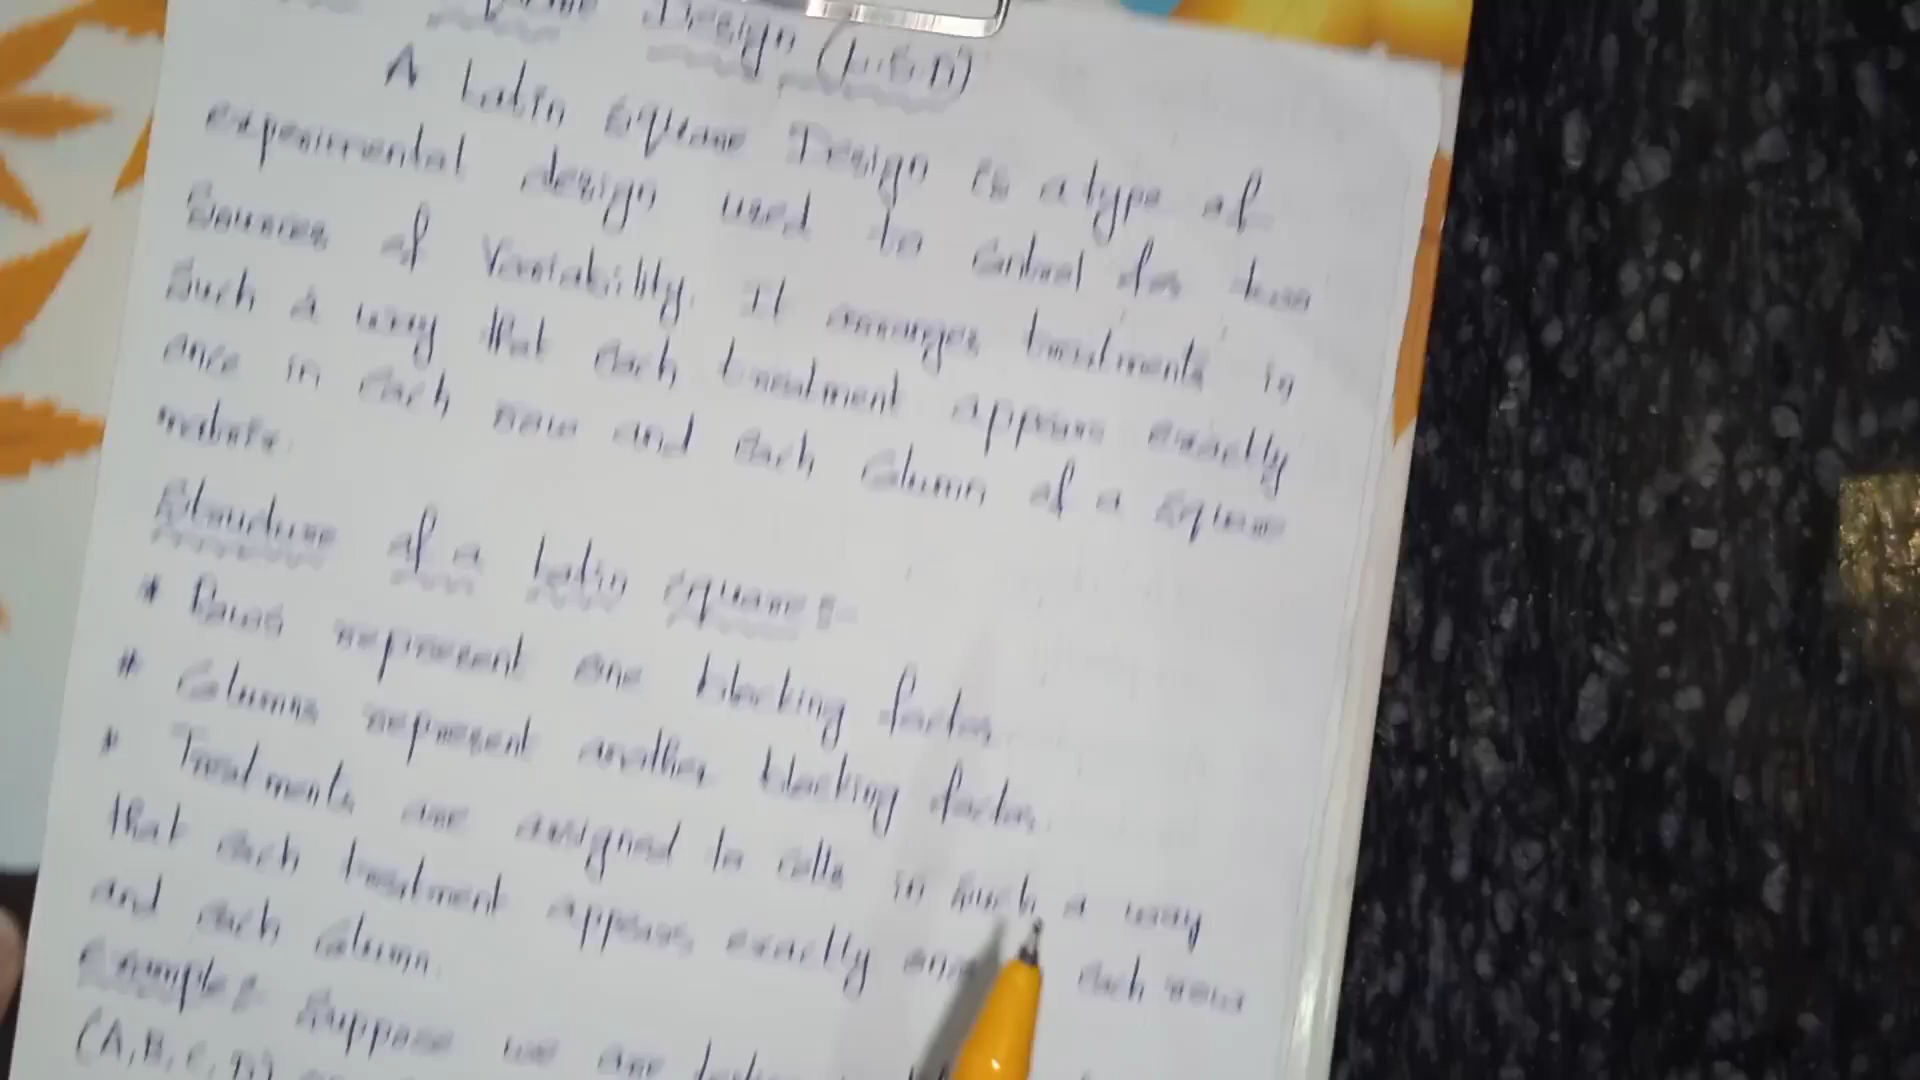 Square Design (L.S.D)
A Latin Square Design is a type of
experimental design used to control for two
Sources of Variability. It arranges treatments in
Such a way that each treatment appears exactly
once in each row and each Column of a square
matrix.
Structure of a Latin square:-
* Rows represent one blocking factor.
* Columns represent another blocking factor.
* Treatments are assigned to cells in such a way
that each treatment appears exactly once each row
and each Column.
Example: Suppose we are
(A, B, C, D)